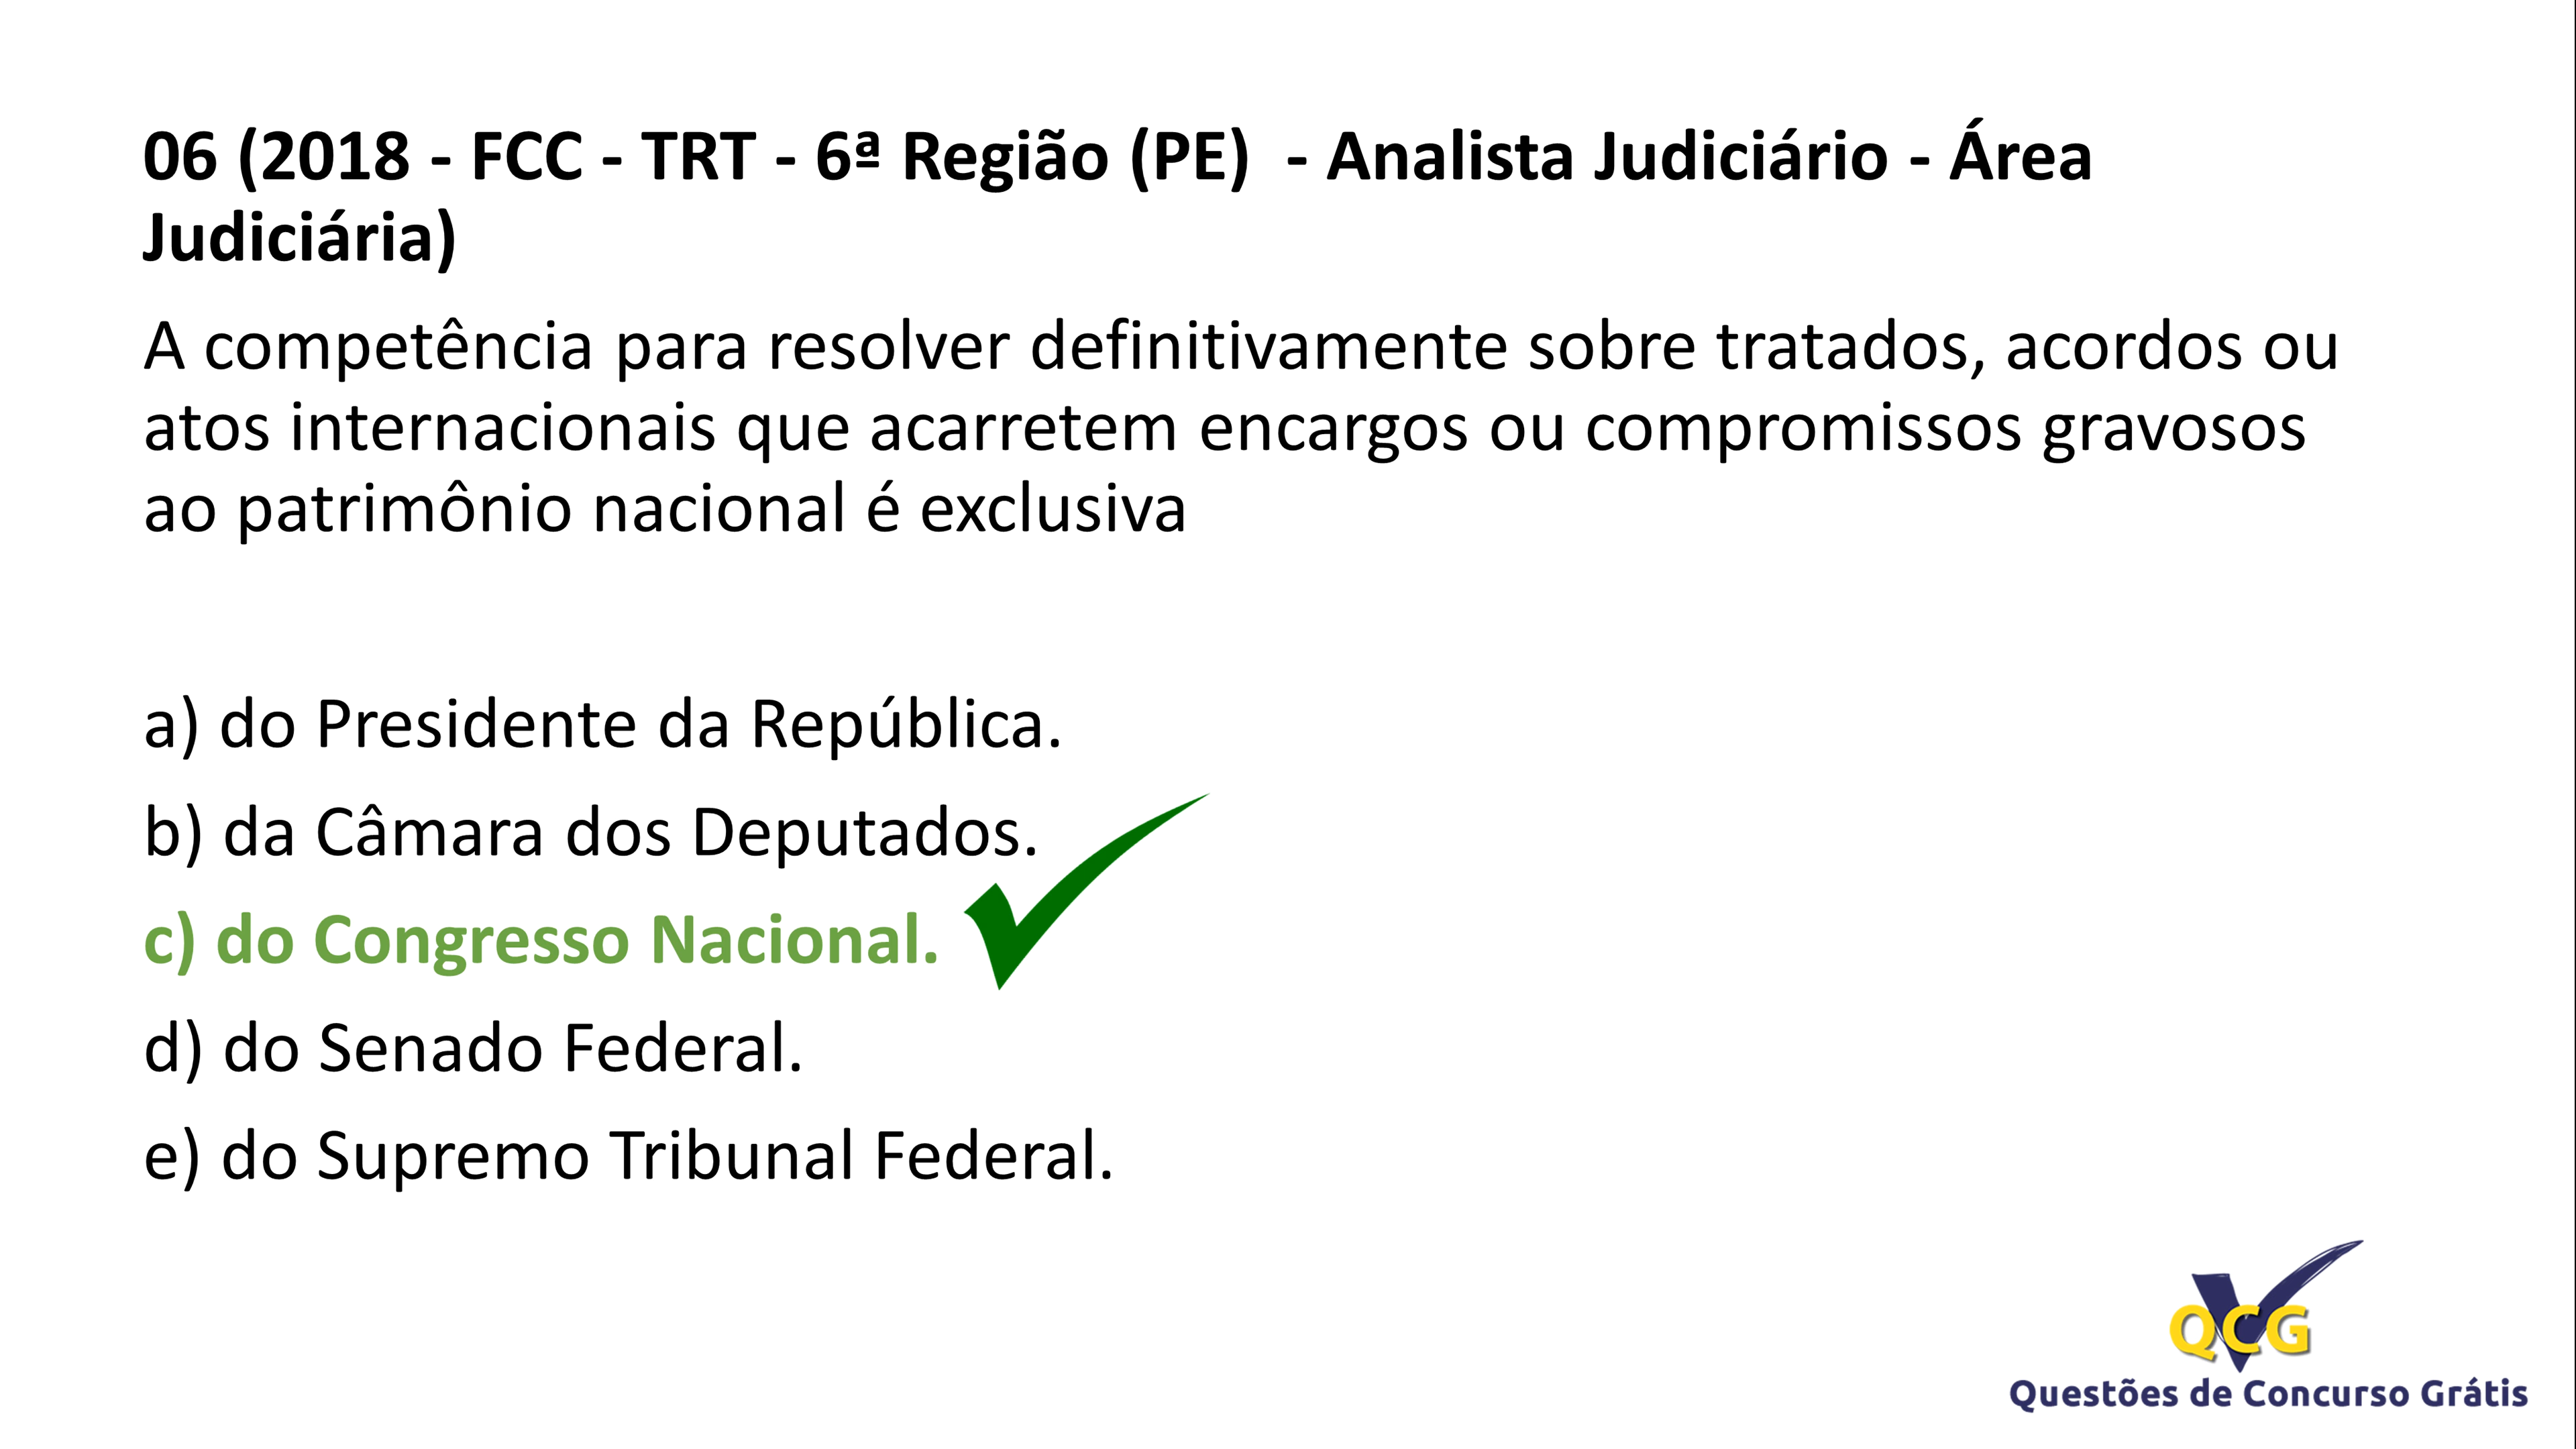 06 (2018 - FCC - TRT - 6ª Região (PE)  - Analista Judiciário - Área
Judiciária)
A competência para resolver definitivamente sobre tratados, acordos ou
atos internacionais que acarretem encargos ou compromissos gravosos
ao patrimônio nacional é exclusiva
a) do Presidente da República.
b) da Câmara dos Deputados.
c) do Congresso Nacional.
d) do Senado Federal.
e) do Supremo Tribunal Federal.
QCG
Questões de Concurso Grátis